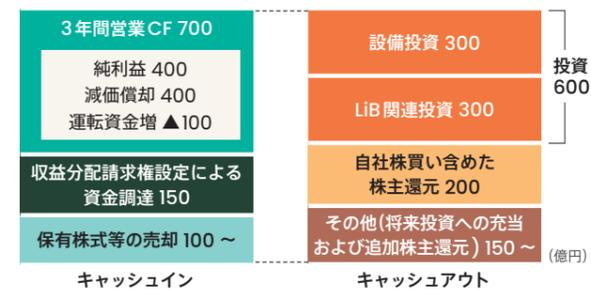 3年間営業CF 700
純利益 400
減価償却 400
運転資金増 ▲100
収益分配請求権設定による
資金調達 150
保有株式等の売却 100 ～
キャッシュイン
設備投資 300
LiB関連投資 300
投資
600
自社株買い含めた
株主還元 200
その他(将来投資への充当
および追加株主還元) 150 ～
(億円)
キャッシュアウト